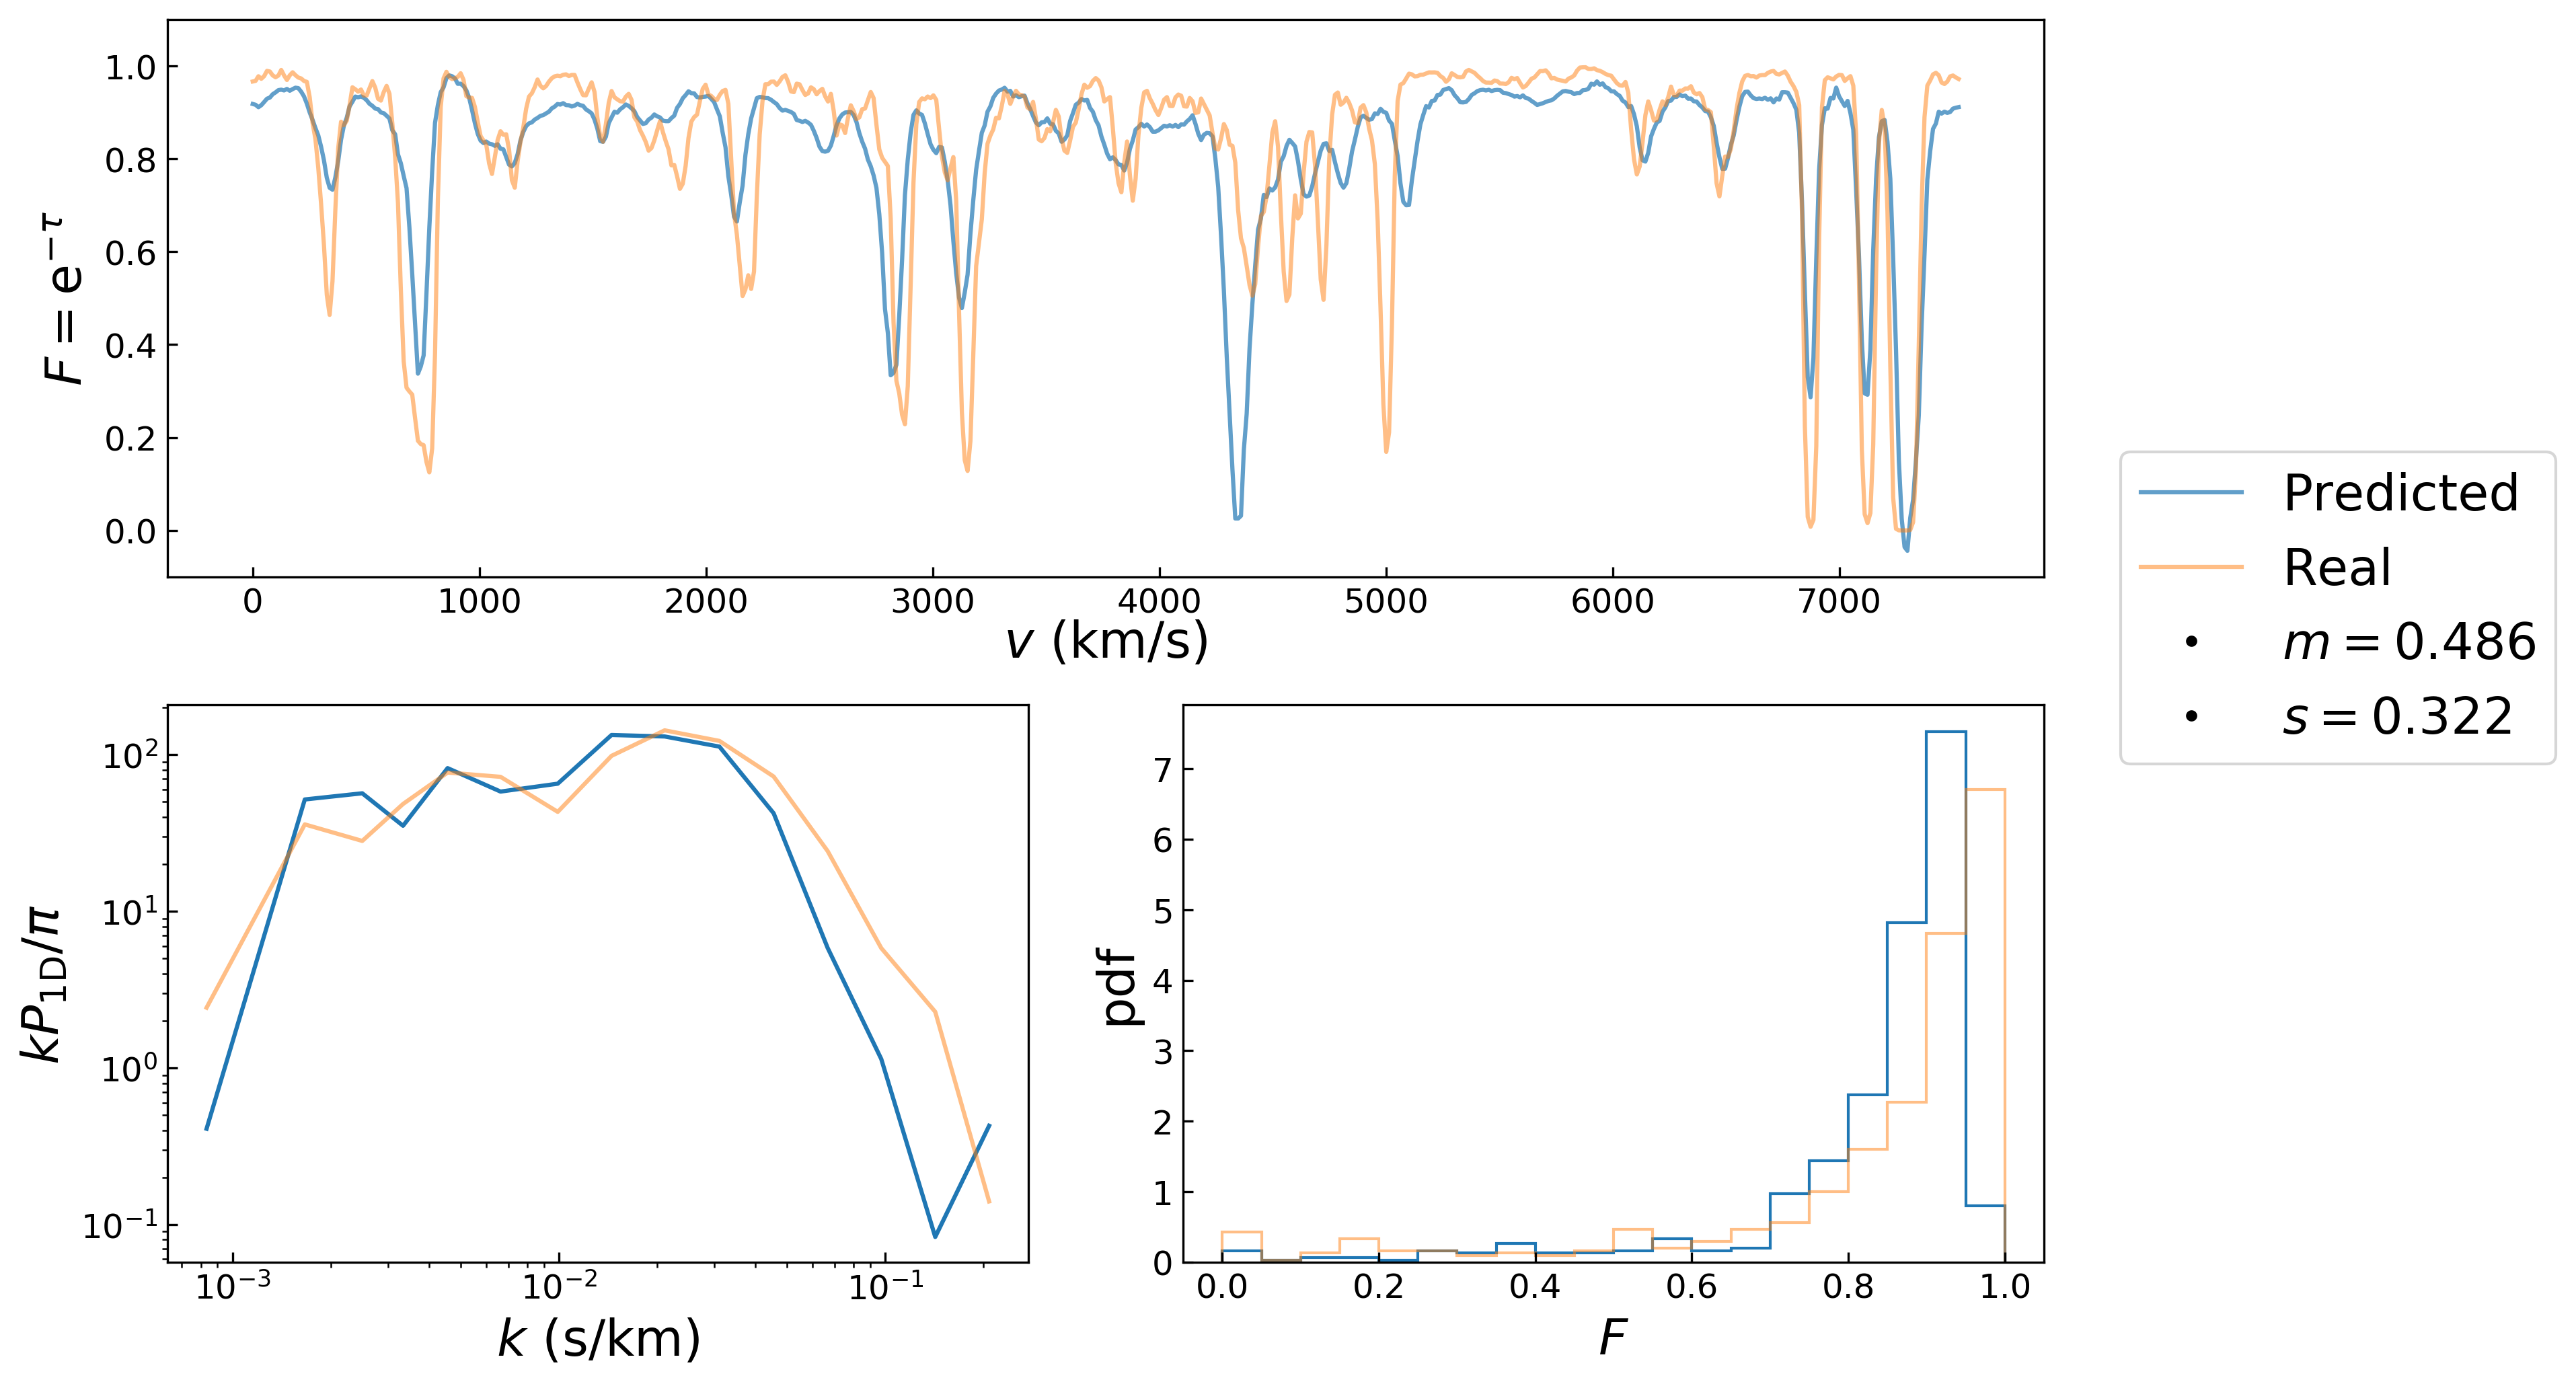 1.0
0.8
0.6
0.4
0.2
0.0
F = e^{−τ}
0 1000 2000 3000 4000 5000 6000 7000
v (km/s)
Predicted
Real
m = 0.486
s = 0.322
10^2
10^1
10^0
10^{−1}
kP_{1D}/π
10^{−3} 10^{−2} 10^{−1}
k (s/km)
7
6
5
4
3
2
1
0
pdf
0.0 0.2 0.4 0.6 0.8 1.0
F